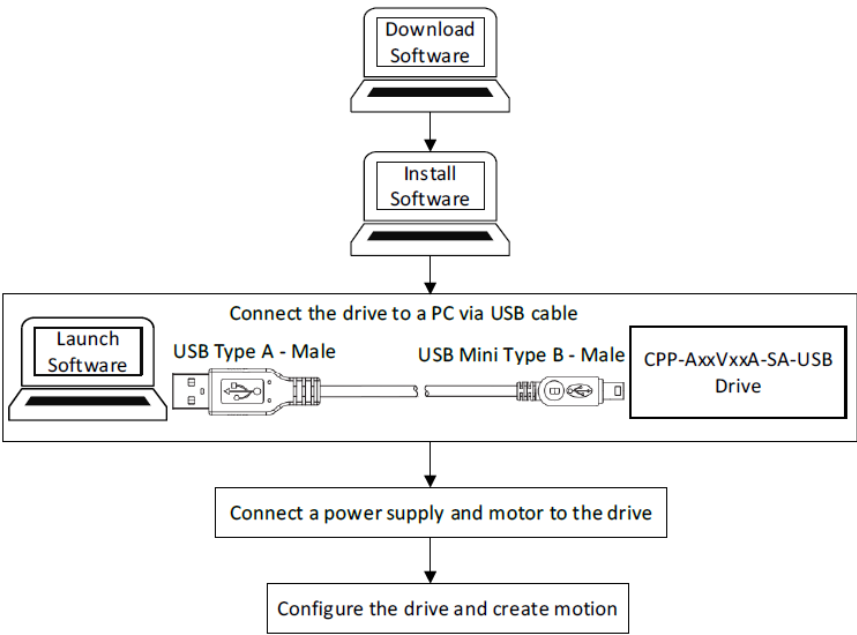 Download
Software
Install
Software
Connect the drive to a PC via USB cable
Launch
Software
USB Type A - Male
USB Mini Type B - Male
CPP-AxxVxxA-SA-USB
Drive
Connect a power supply and motor to the drive
Configure the drive and create motion